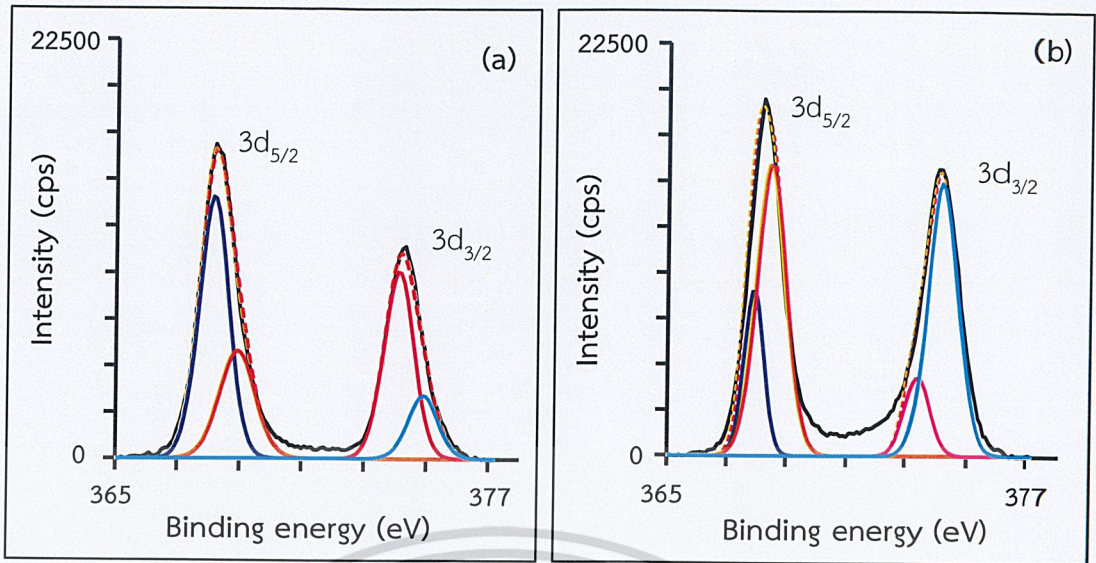 22500
(a)
3d5/2
3d3/2
Intensity (cps)
0
365
377
Binding energy (eV)
22500
(b)
3d5/2
3d3/2
Intensity (cps)
0
365
377
Binding energy (eV)